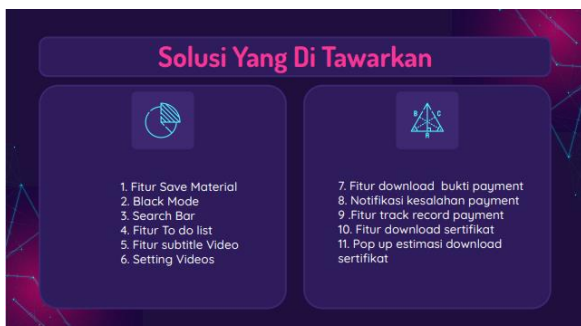 Solusi Yang Di Tawarkan
1. Fitur Save Material
2. Black Mode
3. Search Bar
4. Fitur To do list
5. Fitur subtitle Video
6. Setting Videos
B C
A
7. Fitur download bukti payment
8. Notifikasi kesalahan payment
9 .Fitur track record payment
10. Fitur download sertifikat
11. Pop up estimasi download
sertifikat